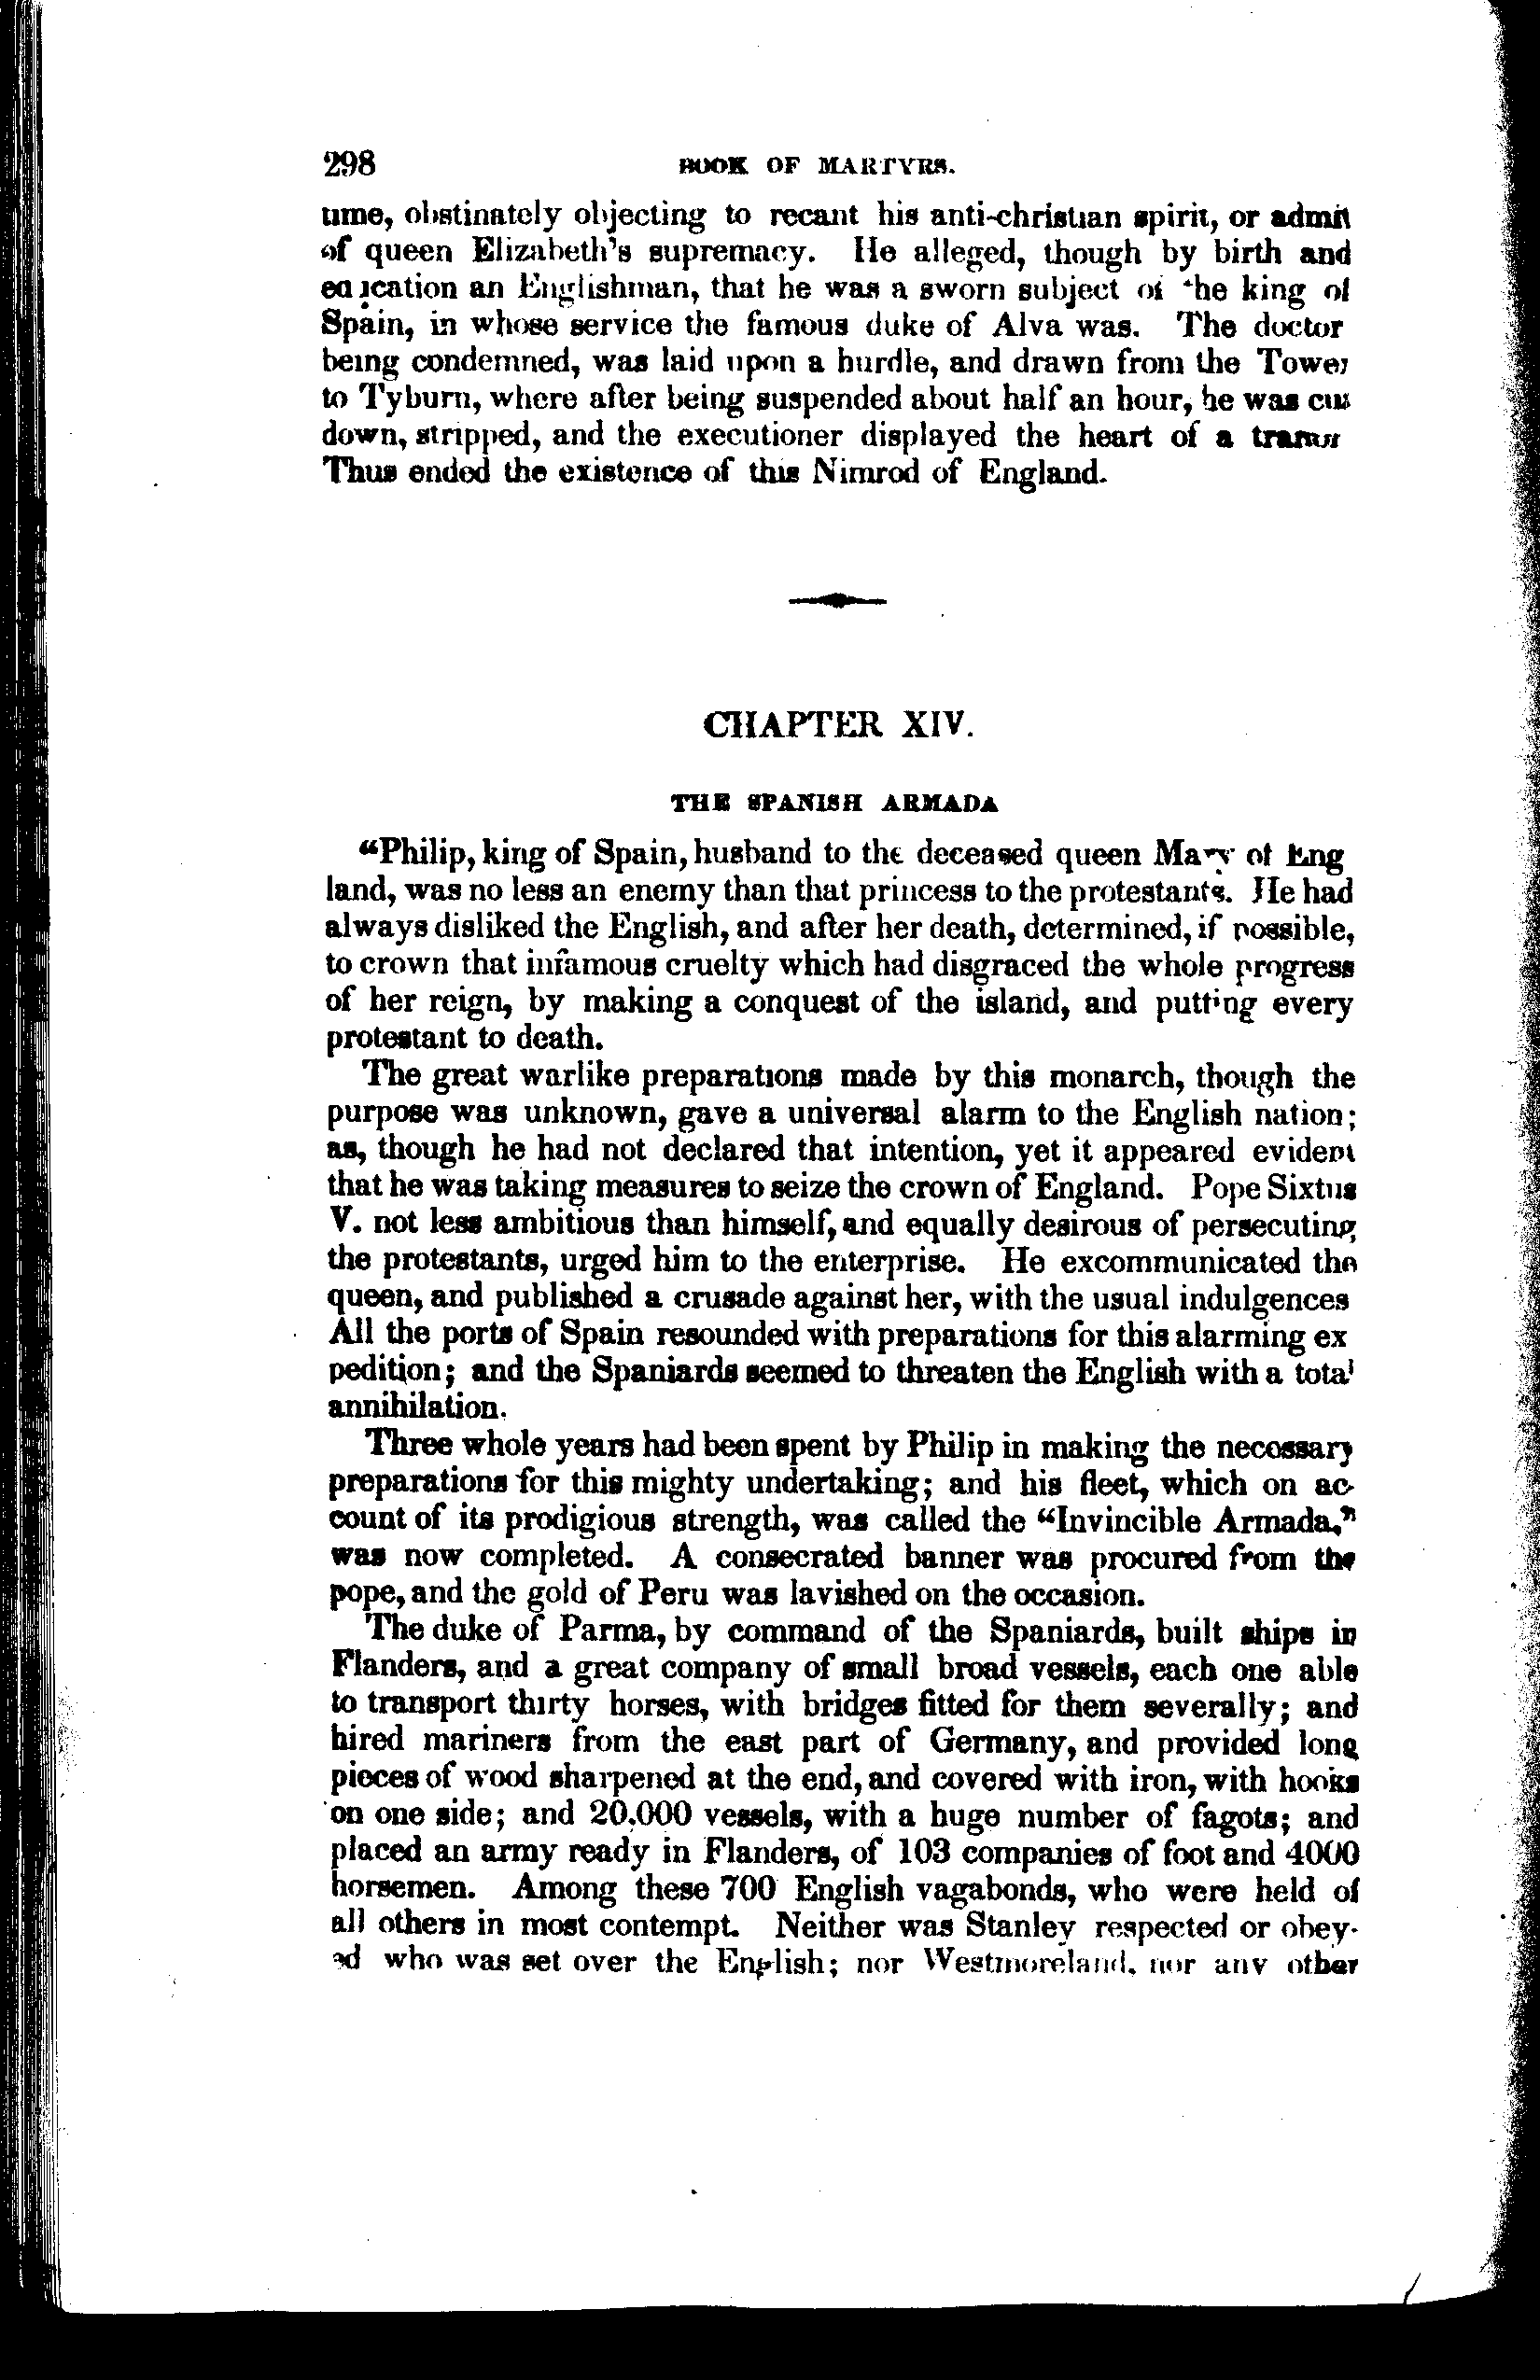 298 BOOK OF MARTYRS.
time, obstinately objecting to recant his anti-christian spirit, or admit
of queen Elizabeth's supremacy. He alleged, though by birth and
education an Englishman, that he was a sworn subject of the king of
Spain, in whose service the famous duke of Alva was. The doctor
being condemned, was laid upon a hurdle, and drawn from the Tower
to Tyburn, where after being suspended about half an hour, he was cut
down, stripped, and the executioner displayed the heart of a traitor
Thus ended the existence of this Nimrod of England.
CHAPTER XIV.
THE SPANISH ARMADA
"Philip, king of Spain, husband to the deceased queen Mary of Eng
land, was no less an enemy than that princess to the protestants. He had
always disliked the English, and after her death, determined, if possible,
to crown that infamous cruelty which had disgraced the whole progress
of her reign, by making a conquest of the island, and putting every
protestant to death.
The great warlike preparations made by this monarch, though the
purpose was unknown, gave a universal alarm to the English nation;
as, though he had not declared that intention, yet it appeared evident
that he was taking measures to seize the crown of England. Pope Sixtus
V. not less ambitious than himself, and equally desirous of persecuting
the protestants, urged him to the enterprise. He excommunicated the
queen, and published a crusade against her, with the usual indulgences
All the ports of Spain resounded with preparations for this alarming ex
pedition; and the Spaniards seemed to threaten the English with a total
annihilation.
Three whole years had been spent by Philip in making the necessary
preparations for this mighty undertaking; and his fleet, which on ac-
count of its prodigious strength, was called the "Invincible Armada,"
was now completed. A consecrated banner was procured from the
pope, and the gold of Peru was lavished on the occasion.
The duke of Parma, by command of the Spaniards, built ships in
Flanders, and a great company of small broad vessels, each one able
to transport thirty horses, with bridges fitted for them severally; and
hired mariners from the east part of Germany, and provided long
pieces of wood sharpened at the end, and covered with iron, with hooks
on one side; and 20,000 vessels, with a huge number of fagots; and
placed an army ready in Flanders, of 103 companies of foot and 4000
horsemen. Among these 700 English vagabonds, who were held of
all others in most contempt. Neither was Stanley respected or obey-
ed who was set over the English; nor Westmoreland, nor any other